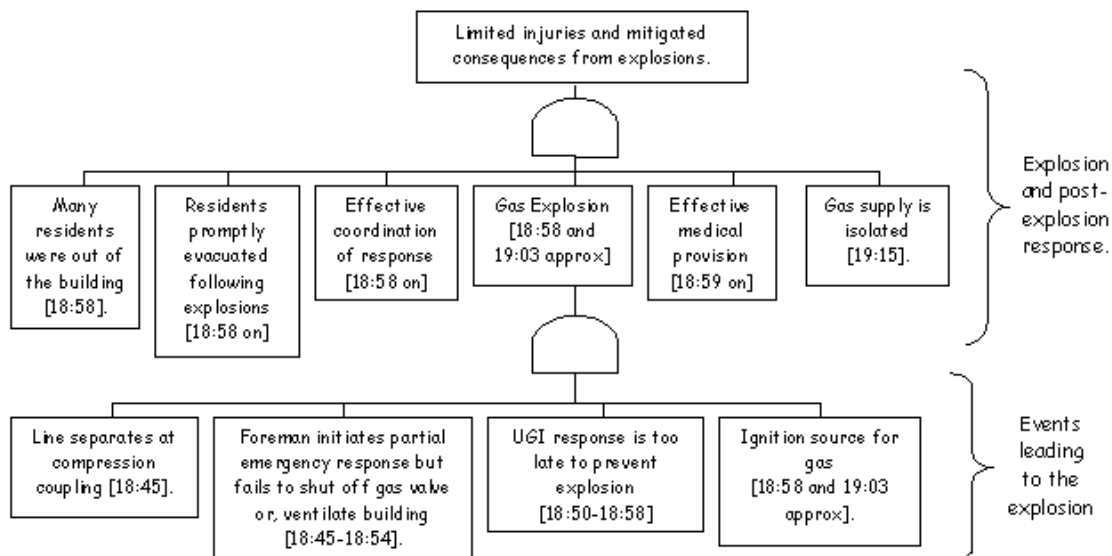 Limited injuries and mitigated
consequences from explosions.
Many
residents
were out of
the building
[18:58].
Residents
promptly
evacuated
following
explosions
[18:58 on]
Effective
coordination
of response
[18:58 on]
Gas Explosion
[18:58 and
19:03 approx]
Effective
medical
provision
[18:59 on]
Gas supply is
isolated
[19:15].
Explosion
and post-
explosion
response.
Line separates at
compression
coupling [18:45].
Foreman initiates partial
emergency response but
fails to shut off gas valve
or, ventilate building
[18:45-18:54].
UGI response is too
late to prevent
explosion
[18:50-18:58]
Ignition source for
gas
[18:58 and 19:03
approx].
Events
leading
to the
explosion